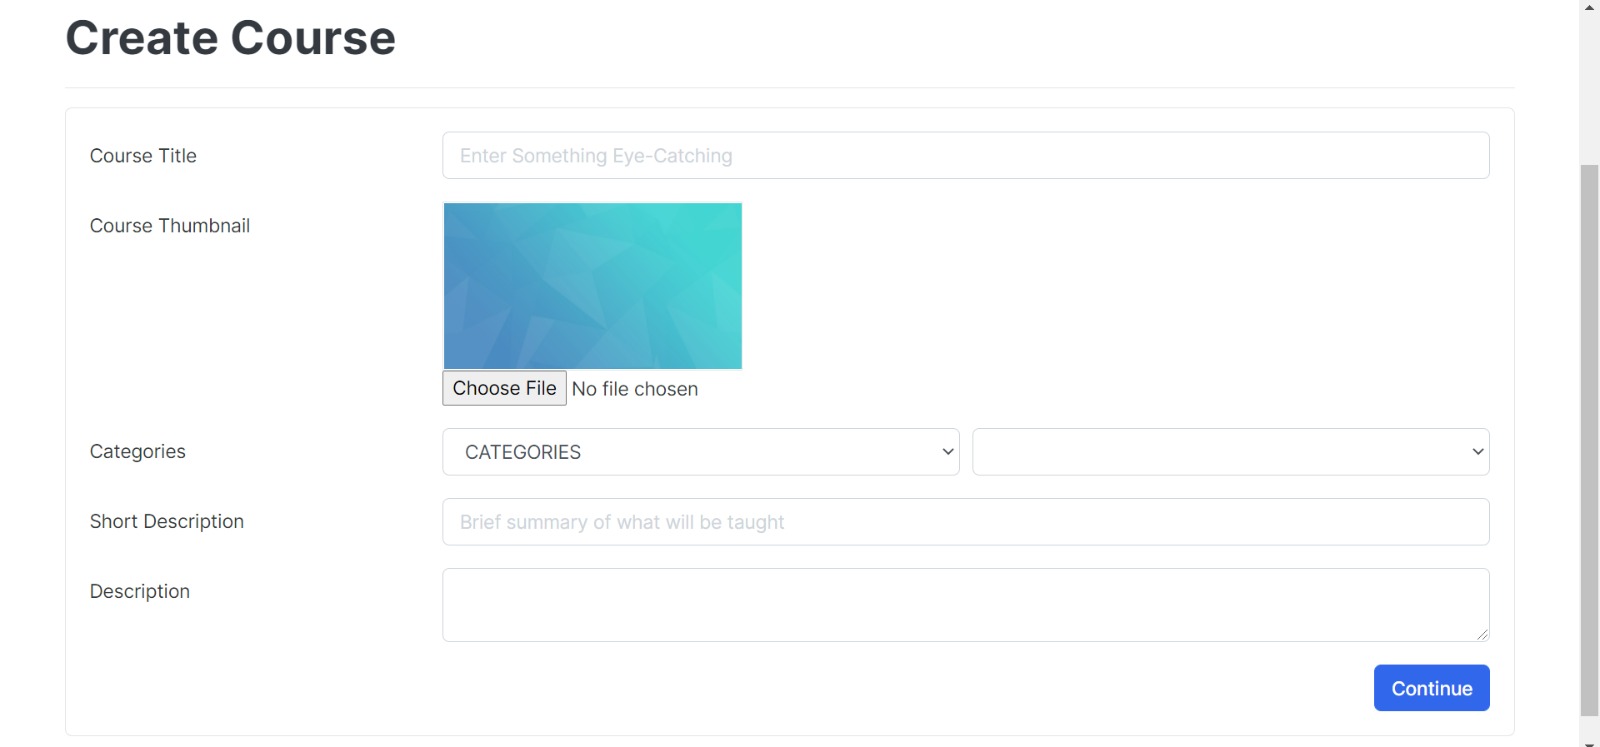 Create Course
Course Title
Enter Something Eye-Catching
Course Thumbnail
Choose File No file chosen
Categories
CATEGORIES
Short Description
Brief summary of what will be taught
Description
Continue